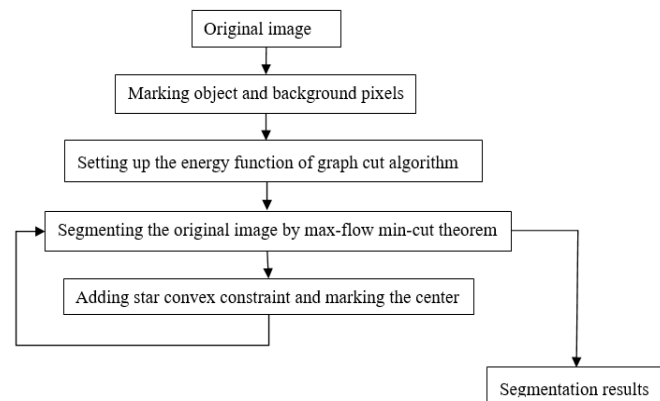 Original image
Marking object and background pixels
Setting up the energy function of graph cut algorithm
Segmenting the original image by max-flow min-cut theorem
Adding star convex constraint and marking the center
Segmentation results